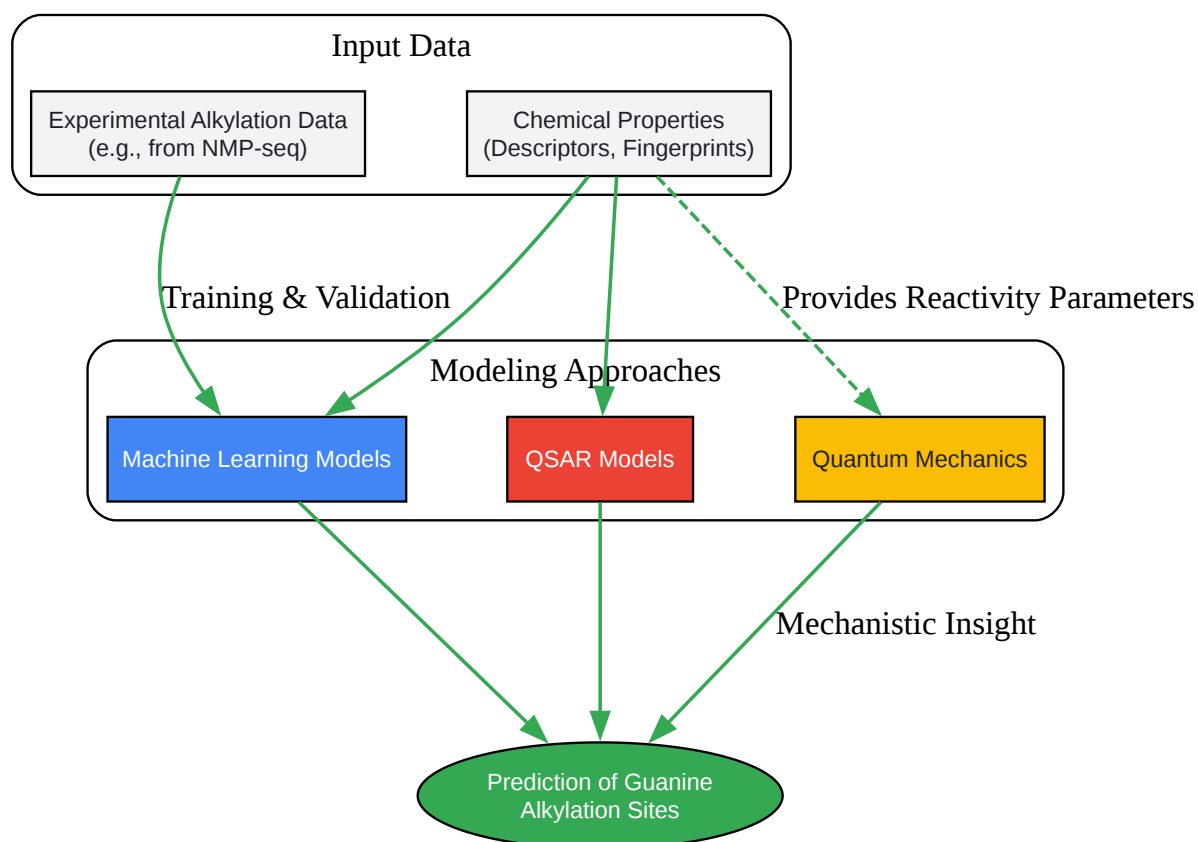 Input Data
Experimental Alkylation Data
(e.g., from NMP-seq)
Chemical Properties
(Descriptors, Fingerprints)
Training & Validation
Provides Reactivity Parameters
Modeling Approaches
Machine Learning Models
QSAR Models
Quantum Mechanics
Mechanistic Insight
Prediction of Guanine
Alkylation Sites